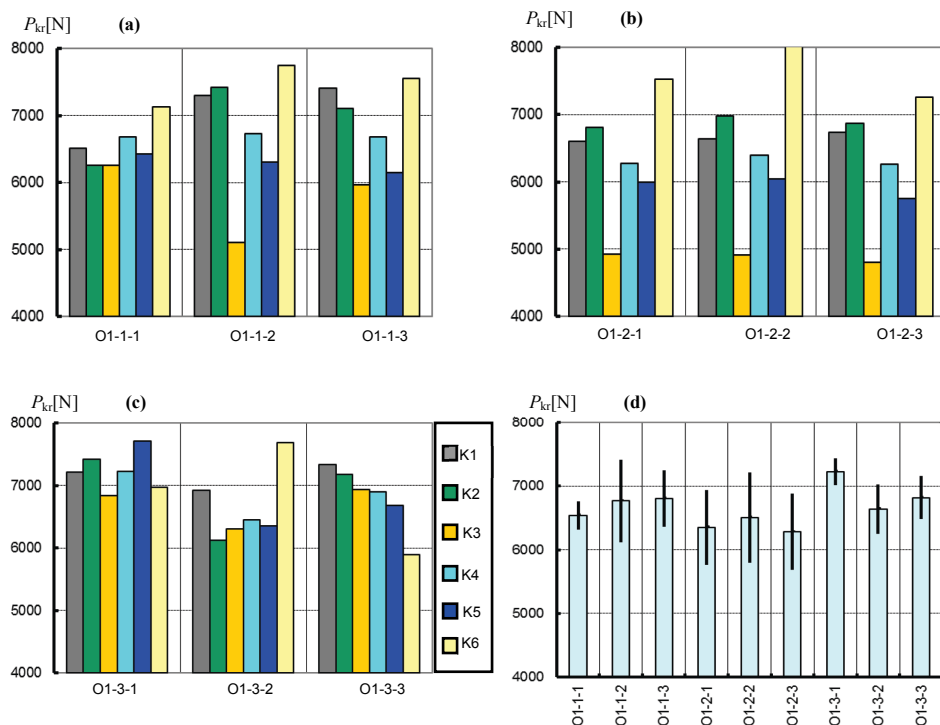 P_kr[N] (a)
8000
7000
6000
5000
4000
O1-1-1 O1-1-2 O1-1-3
P_kr[N] (b)
8000
7000
6000
5000
4000
O1-2-1 O1-2-2 O1-2-3
P_kr[N] (c)
8000
7000
6000
5000
4000
O1-3-1 O1-3-2 O1-3-3
K1
K2
K3
K4
K5
K6
P_kr[N] (d)
8000
7000
6000
5000
4000
O1-1-1
O1-1-2
O1-1-3
O1-2-1
O1-2-2
O1-2-3
O1-3-1
O1-3-2
O1-3-3